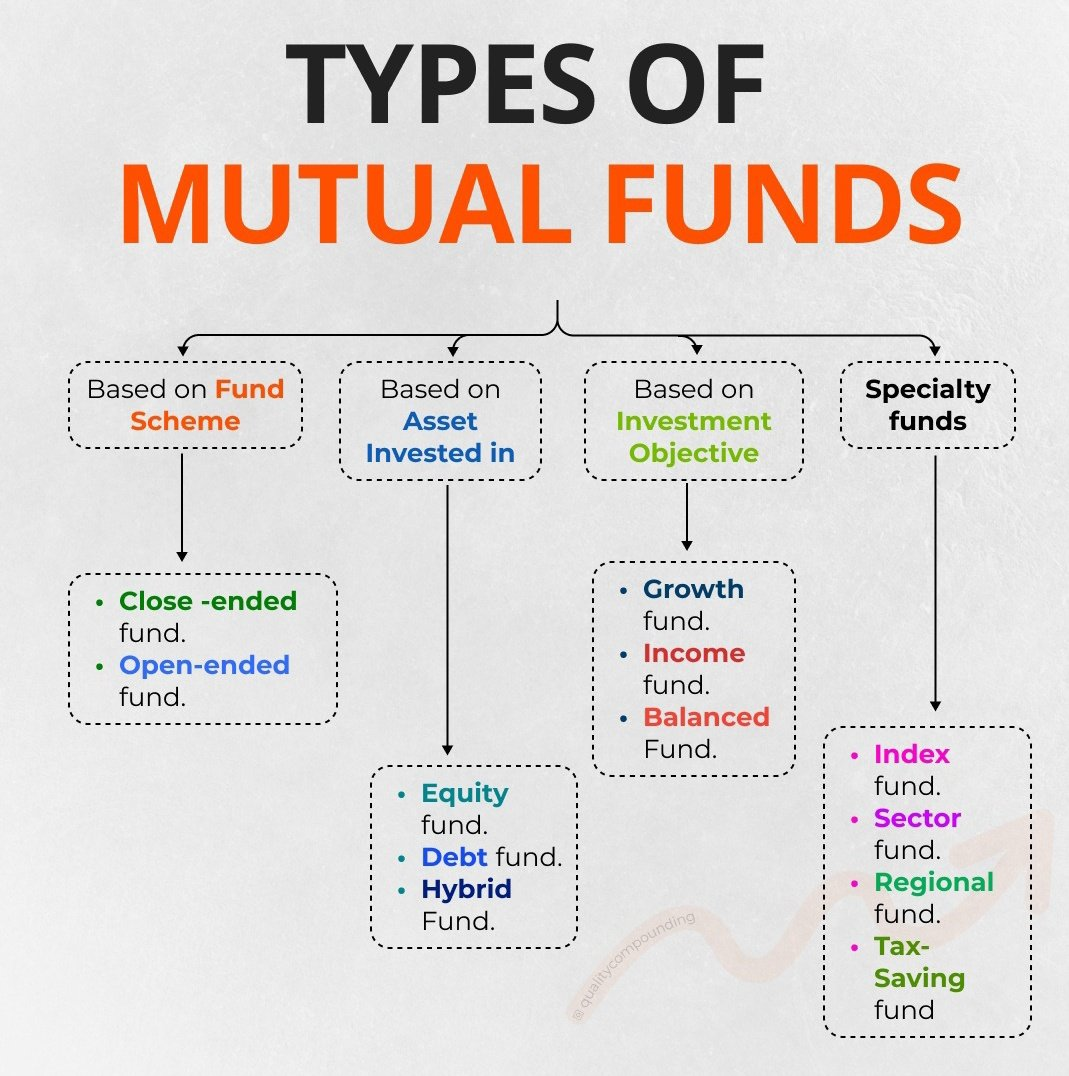 TYPES OF
MUTUAL FUNDS
Based on Fund
Scheme
Based on
Asset
Invested in
Based on
Investment
Objective
Specialty
funds
• Close -ended
fund.
• Open-ended
fund.
• Equity
fund.
• Debt fund.
• Hybrid
Fund.
• Growth
fund.
• Income
fund.
• Balanced
Fund.
• Index
fund.
• Sector
fund.
• Regional
fund.
• Tax-
Saving
fund
@qualitycompounding